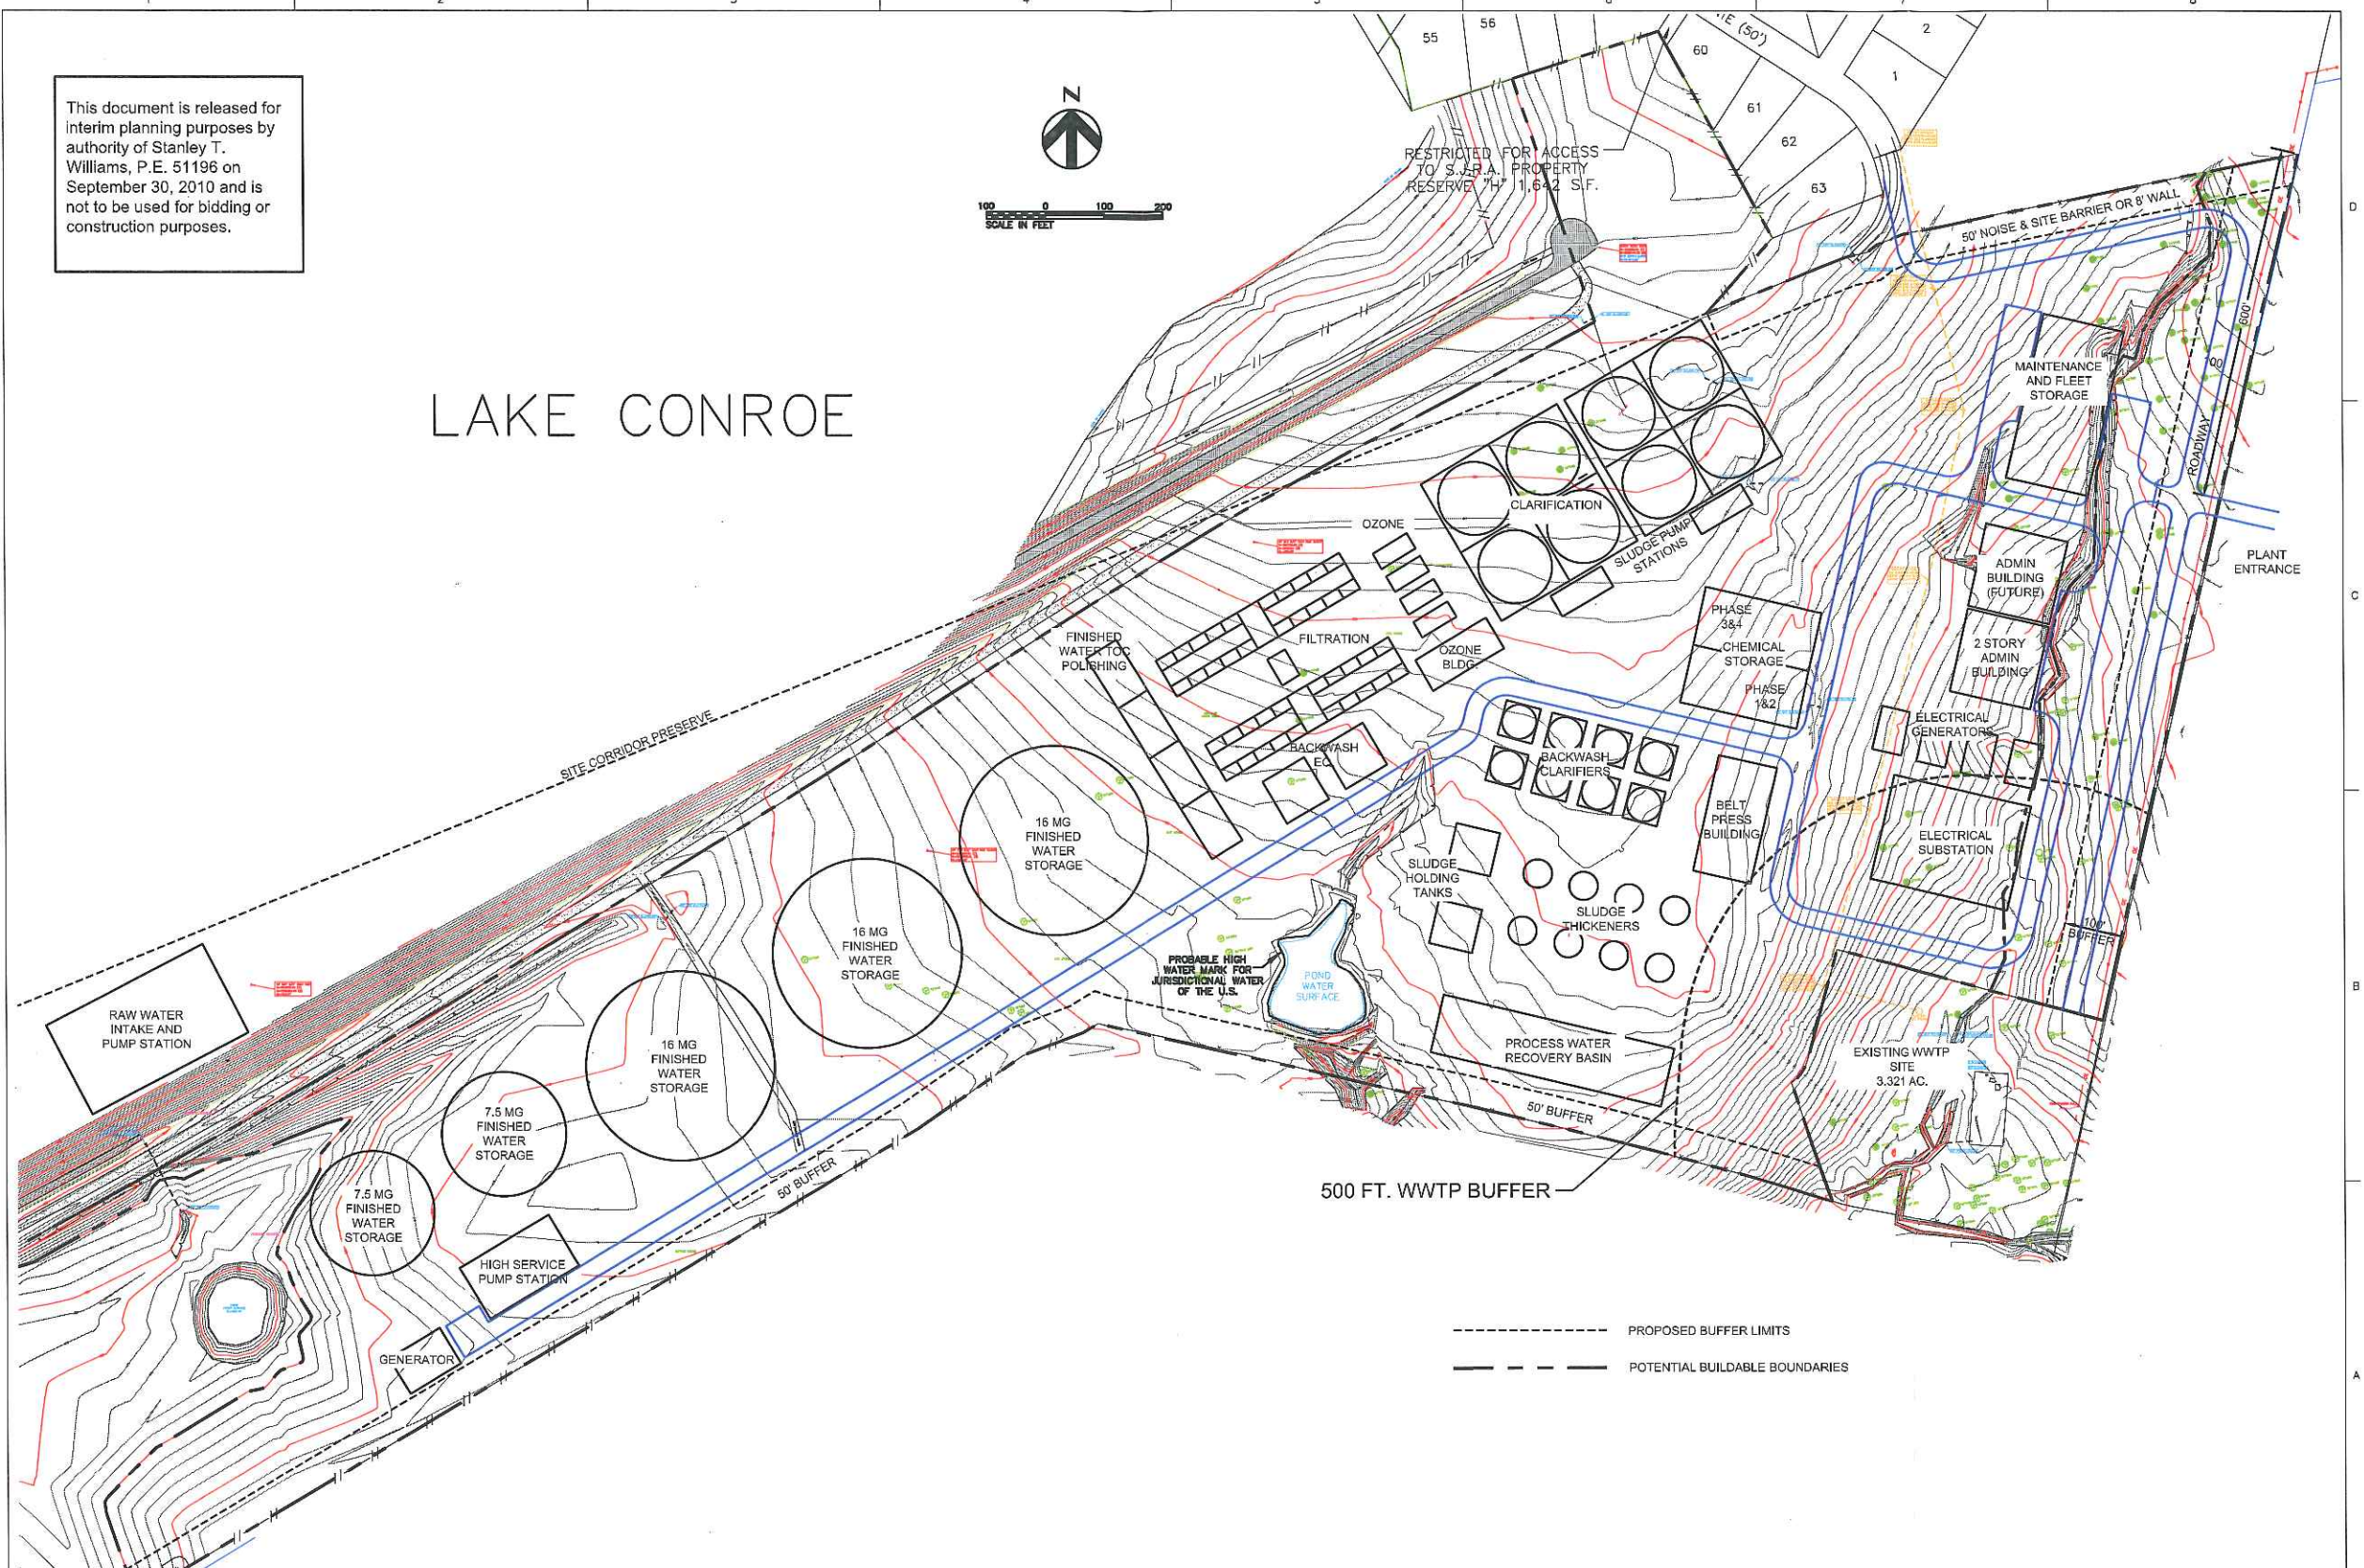 This document is released for
interim planning purposes by
authority of Stanley T.
Williams, P.E. 51196 on
September 30, 2010 and is
not to be used for bidding or
construction purposes.
N
100 0 100 200
SCALE IN FEET
LAKE CONROE
55
56
60
61
62
63
(50')
1
2
RESTRICTED FOR ACCESS
TO S.J.R.A. PROPERTY
RESERVE "H" 1,642 S.F.
50' NOISE & SITE BARRIER OR 8' WALL
600'
ROADWAY
MAINTENANCE
AND FLEET
STORAGE
PLANT
ENTRANCE
CLARIFICATION
SLUDGE PUMP
STATIONS
OZONE
OZONE
BLDG.
FILTRATION
FINISHED
WATER TOC
POLISHING
BACKWASH
EQ
PHASE
3&4
CHEMICAL
STORAGE
PHASE
1&2
ADMIN
BUILDING
(FUTURE)
2 STORY
ADMIN
BUILDING
ELECTRICAL
GENERATORS
ELECTRICAL
SUBSTATION
BACKWASH
CLARIFIERS
BELT
PRESS
BUILDING
SLUDGE
HOLDING
TANKS
SLUDGE
THICKENERS
100'
BUFFER
SITE CORRIDOR PRESERVE
16 MG
FINISHED
WATER
STORAGE
16 MG
FINISHED
WATER
STORAGE
16 MG
FINISHED
WATER
STORAGE
7.5 MG
FINISHED
WATER
STORAGE
7.5 MG
FINISHED
WATER
STORAGE
RAW WATER
INTAKE AND
PUMP STATION
HIGH SERVICE
PUMP STATION
GENERATOR
50' BUFFER
PROBABLE HIGH
WATER MARK FOR
JURISDICTIONAL WATER
OF THE U.S.
POND
WATER
SURFACE
PROCESS WATER
RECOVERY BASIN
50' BUFFER
EXISTING WWTP
SITE
3.321 AC.
500 FT. WWTP BUFFER
PROPOSED BUFFER LIMITS
POTENTIAL BUILDABLE BOUNDARIES
D
C
B
A